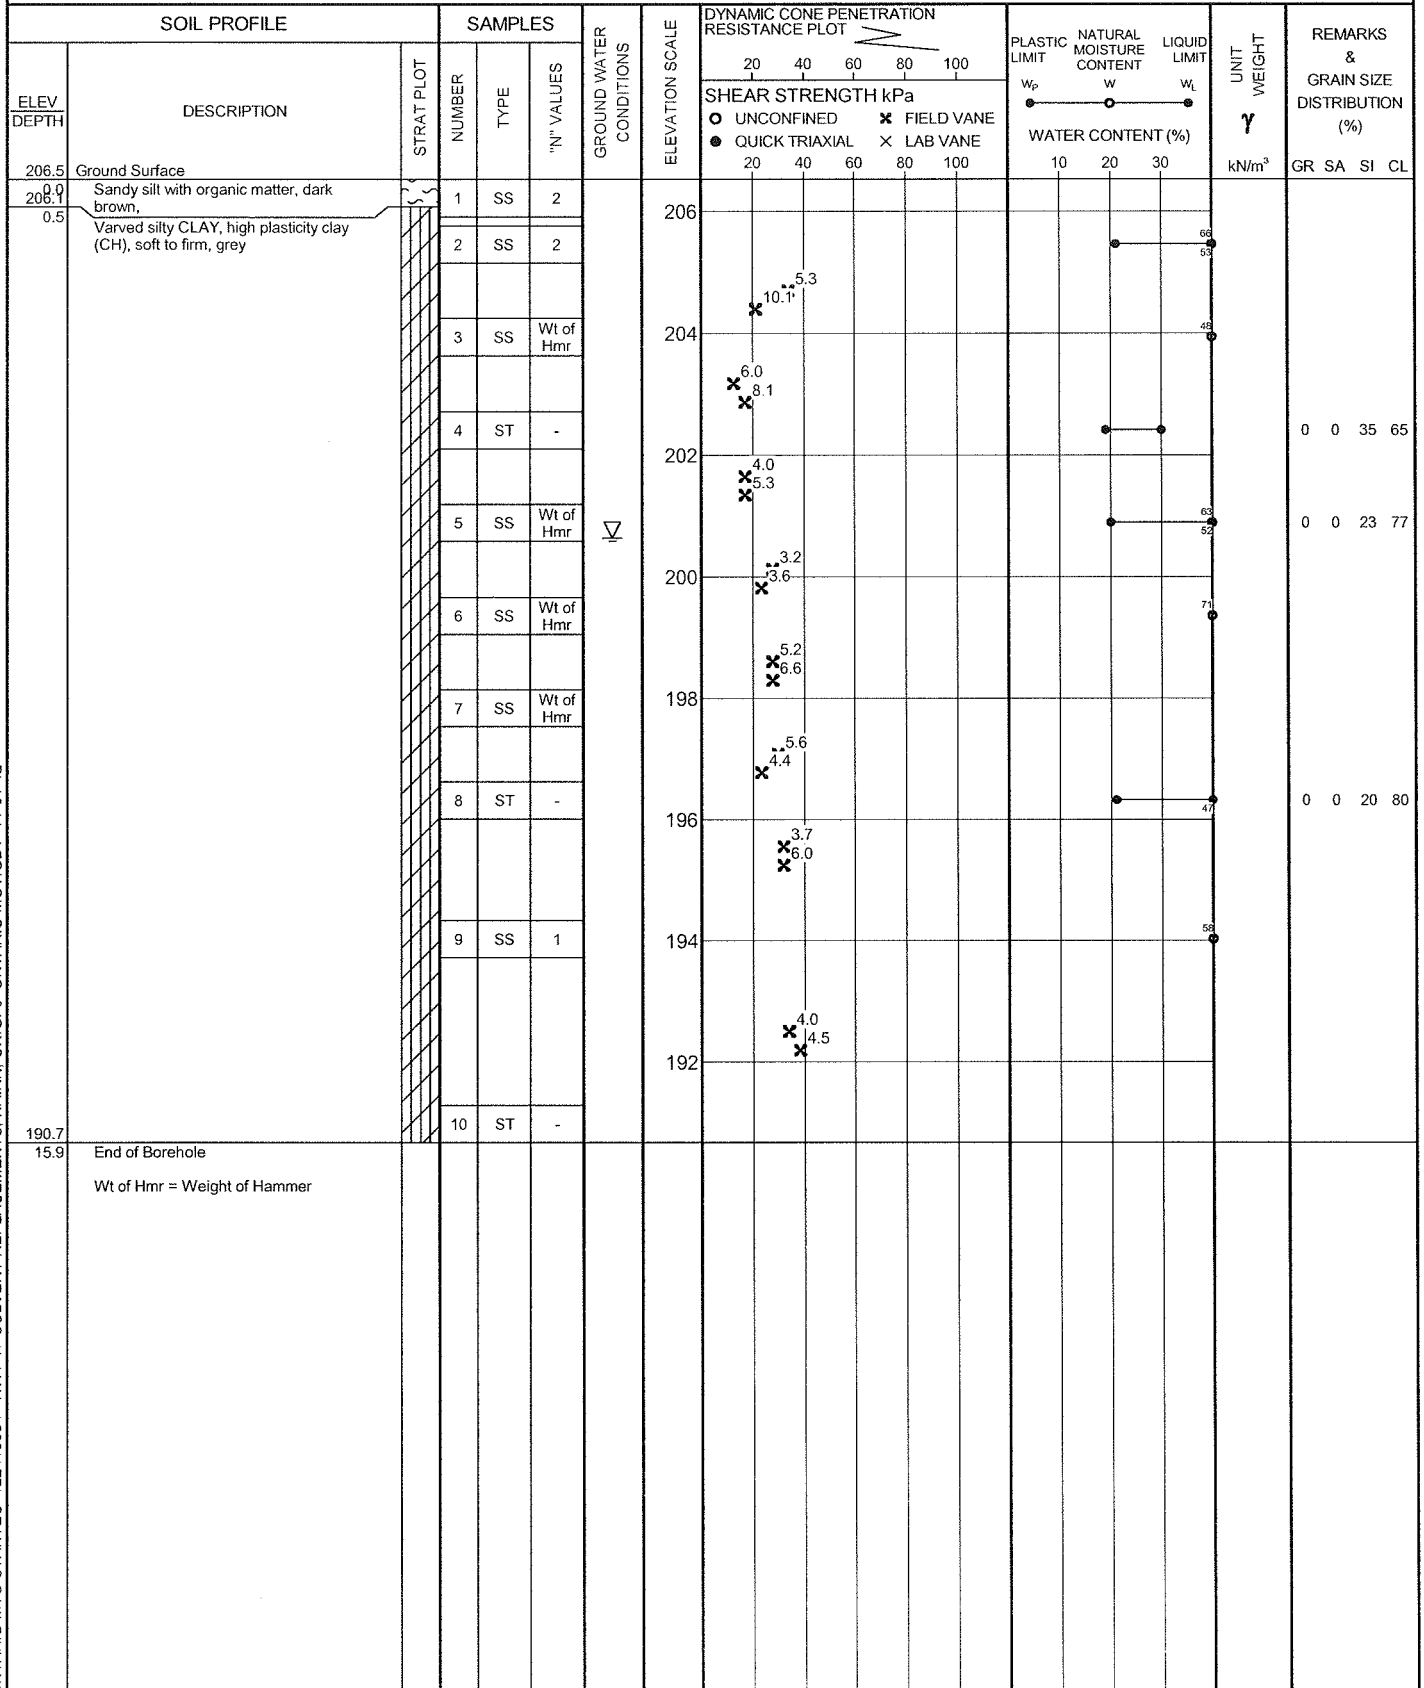 SOIL PROFILE
SAMPLES
ELEV
DEPTH
DESCRIPTION
STRAT PLOT
NUMBER
TYPE
"N" VALUES
GROUND WATER
CONDITIONS
ELEVATION SCALE
DYNAMIC CONE PENETRATION
RESISTANCE PLOT
20 40 60 80 100
SHEAR STRENGTH kPa
UNCONFINED
FIELD VANE
QUICK TRIAXIAL
LAB VANE
20 40 60 80 100
PLASTIC
LIMIT
NATURAL
MOISTURE
CONTENT
LIQUID
LIMIT
WP W WL
WATER CONTENT (%)
10 20 30
UNIT
WEIGHT
γ
kN/m³
REMARKS
&
GRAIN SIZE
DISTRIBUTION
(%)
GR SA SI CL
206.5 Ground Surface
0.0
206.1
Sandy silt with organic matter, dark
brown,
0.5
Varved silty CLAY, high plasticity clay
(CH), soft to firm, grey
1 SS 2
206
2 SS 2
66
53
5.3
10.1
204
3 SS Wt of
Hmr
48
6.0
8.1
4 ST -
0 0 35 65
202
4.0
5.3
5 SS Wt of
Hmr
63
52
0 0 23 77
3.2
200
3.6
6 SS Wt of
Hmr
71
5.2
6.6
198
7 SS Wt of
Hmr
5.6
4.4
8 ST -
47
0 0 20 80
196
3.7
6.0
9 SS 1
58
194
4.0
4.5
192
10 ST -
190.7
15.9 End of Borehole
Wt of Hmr = Weight of Hammer